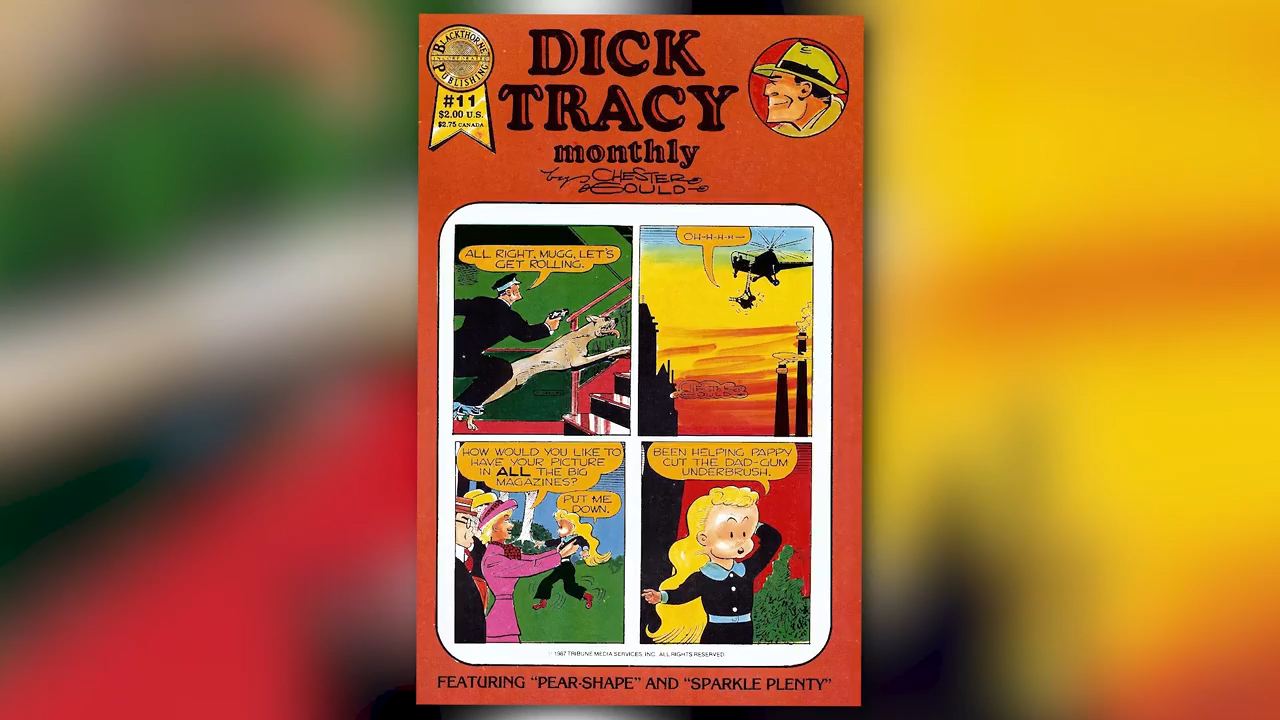 BLACKTHORNE
INCORPORATED
PUBLISHING
#11
$2.00 U.S.
$2.75 CANADA
DICK
TRACY
monthly
by CHESTER
GOULD
ALL RIGHT, MUGG, LET'S
GET ROLLING.
OH-H-H-H—
HOW WOULD YOU LIKE TO
HAVE YOUR PICTURE
IN ALL THE BIG
MAGAZINES?
PUT ME
DOWN.
BEEN HELPING PAPPY
CUT THE DAD-GUM
UNDERBRUSH.
© 1987 TRIBUNE MEDIA SERVICES, INC. ALL RIGHTS RESERVED.
FEATURING "PEAR-SHAPE" AND "SPARKLE PLENTY"